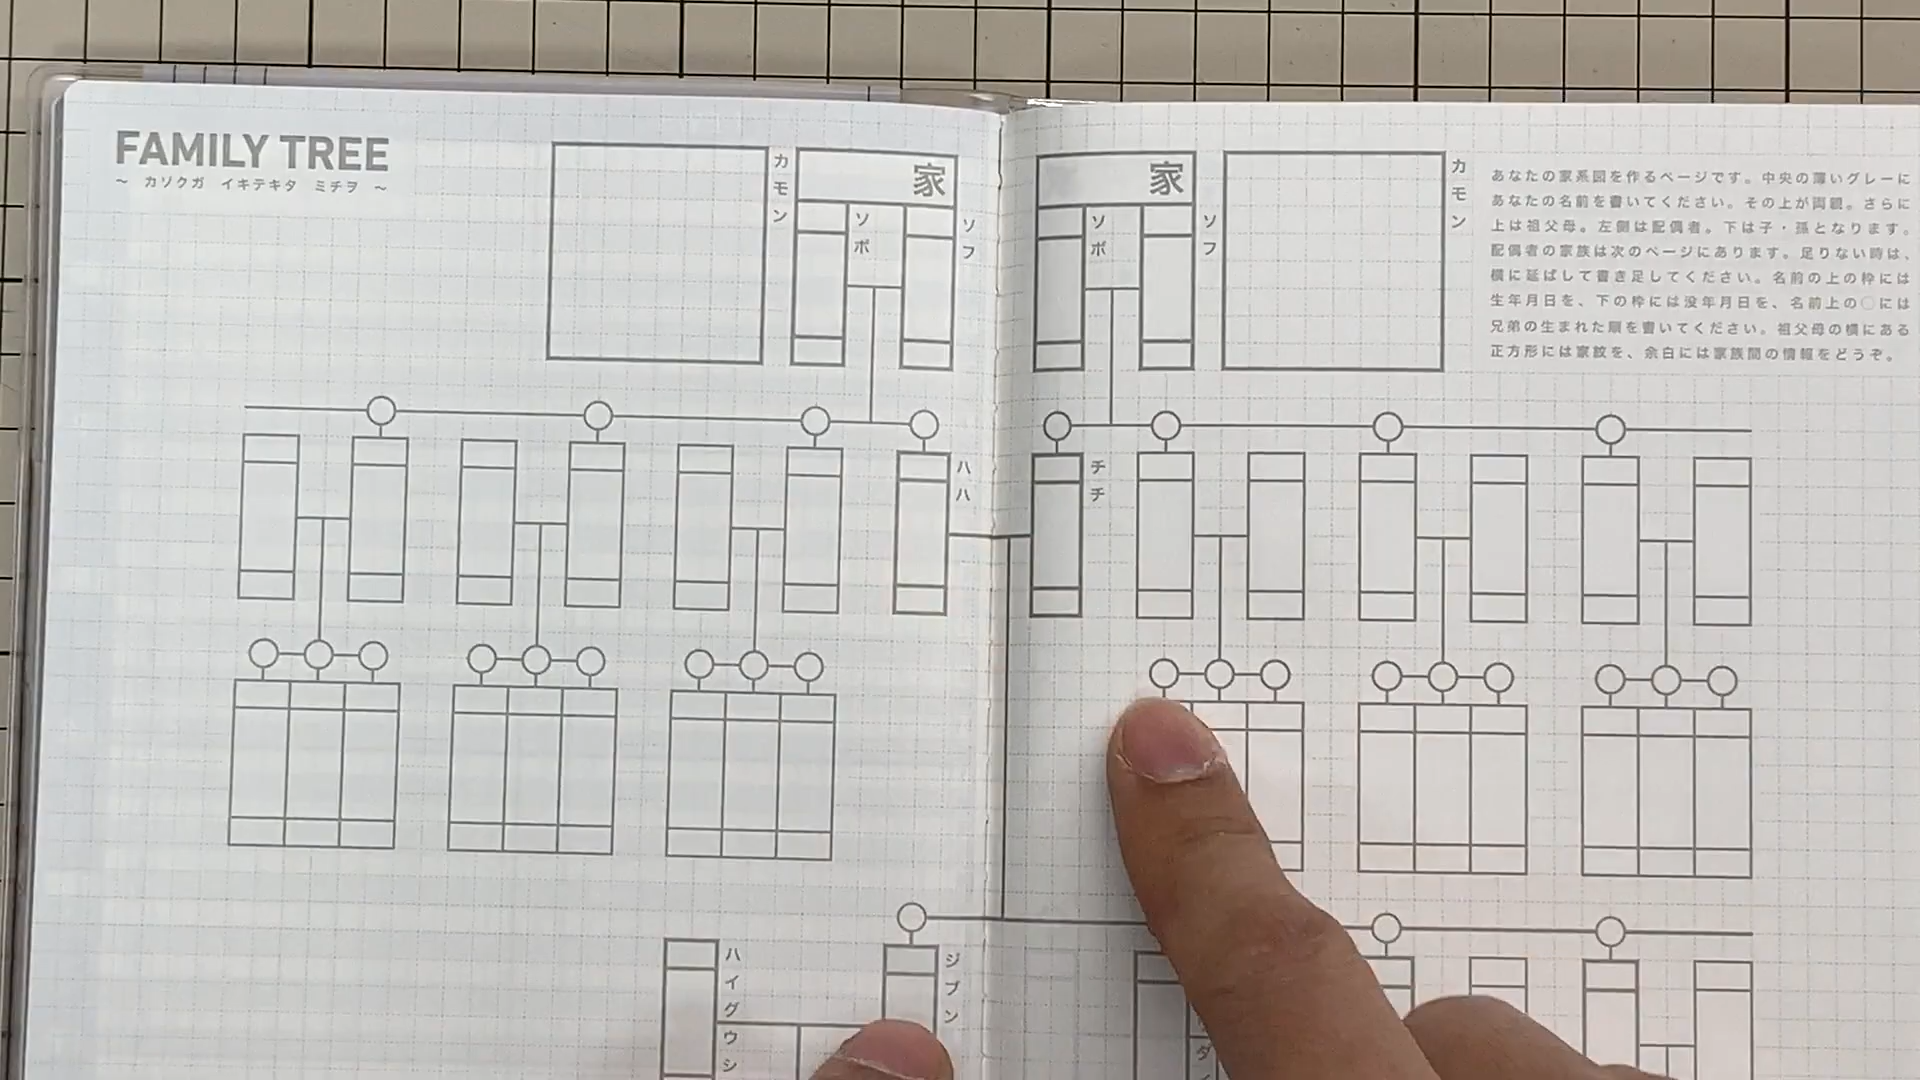 FAMILY TREE
～ カゾクガ イキテキタ ミチヲ ～
カモン
家
ソボ
ソフ
家
ソボ
ソフ
カモン
あなたの家系図を作るページです。中央の薄いグレーに
あなたの名前を書いてください。その上が両親。さらに
上は祖父母。左側は配偶者。下は子・孫となります。
配偶者の家族は次のページにあります。足りない時は、
横に延ばして書き足してください。名前の上の枠には
生年月日を、下の枠には没年月日を、名前上の○には
兄弟の生まれた順を書いてください。祖父母の横にある
正方形には家紋を、余白には家族間の情報をどうぞ。
ハハ
チチ
ハイグウシ
ジブン